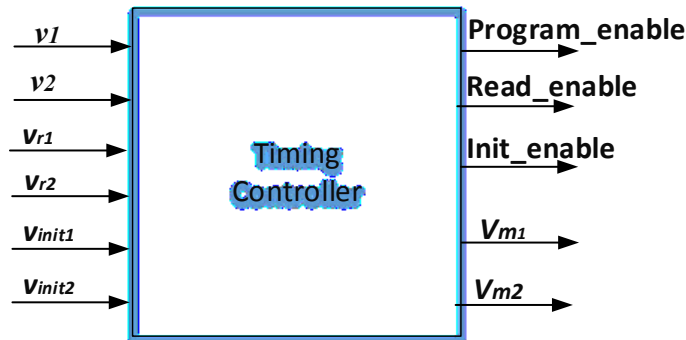 v1
v2
vr1
vr2
vinit1
vinit2
Timing
Controller
Program_enable
Read_enable
Init_enable
Vm1
Vm2